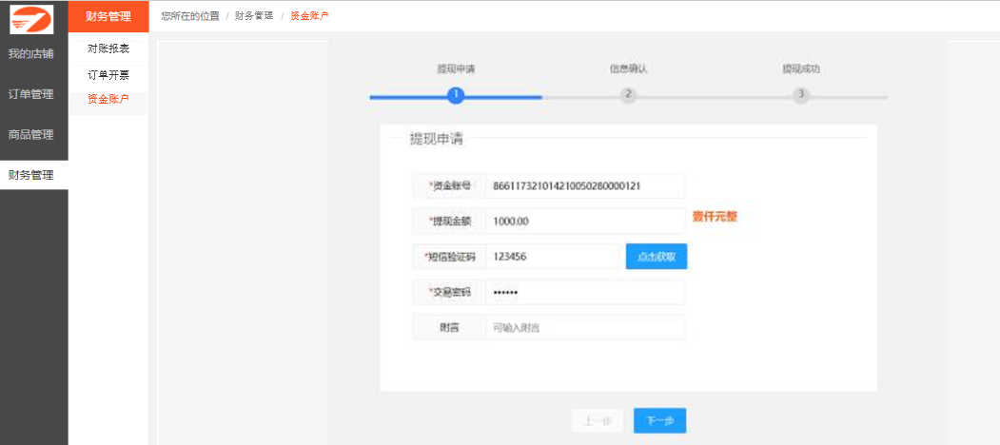 财务管理
您所在的位置 / 财务管理 / 资金账户
我的店铺
订单管理
商品管理
财务管理
对账报表
订单开票
资金账户
提现申请
信息确认
提现成功
1
2
3
提现申请
*资金账号 866117321014210050280000121
*提现金额 1000.00 壹仟元整
*短信验证码 123456 点击获取
*交易密码 ••••••
附言 可输入附言
上一步 下一步